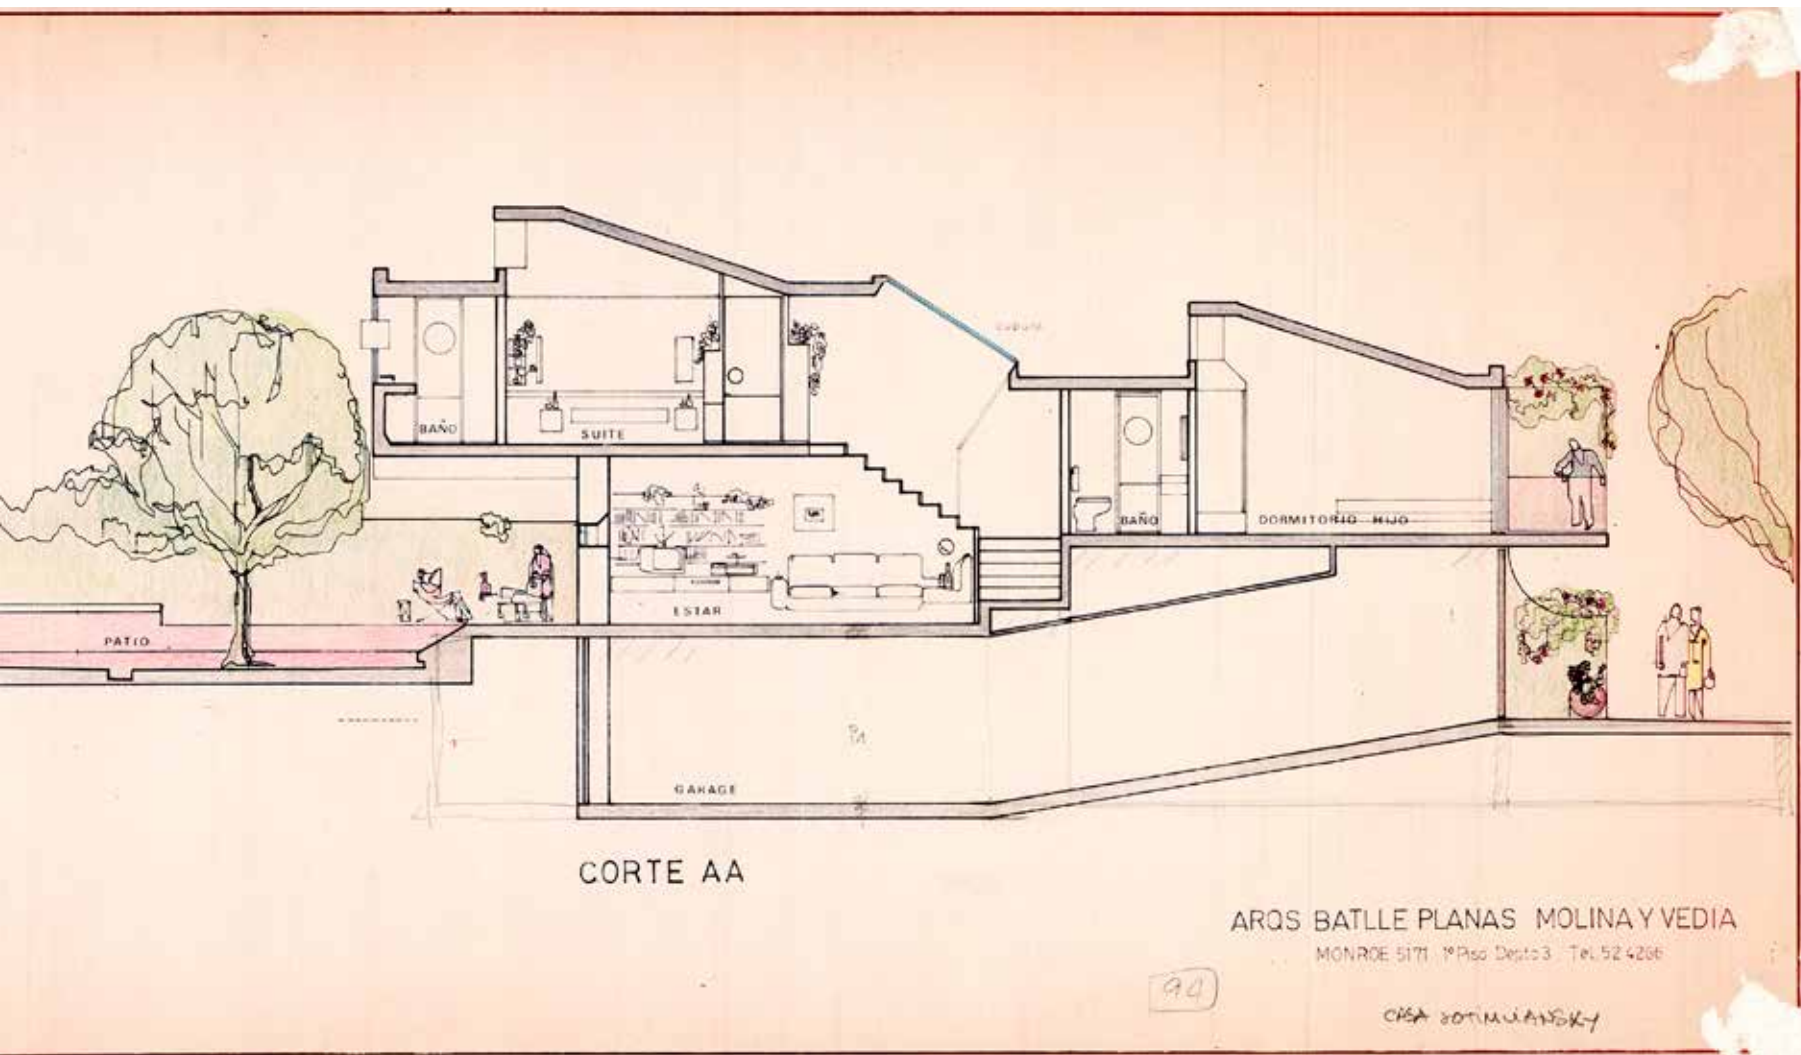 BAÑO
SUITE
BAÑO
DORMITORIO HIJO
ESTAR
PATIO
GARAGE
CORTE AA
ARQS BATLLE PLANAS MOLINA Y VEDIA
MONROE 5171 1º Piso Depto 3 Tel. 52 4266
94
CASA